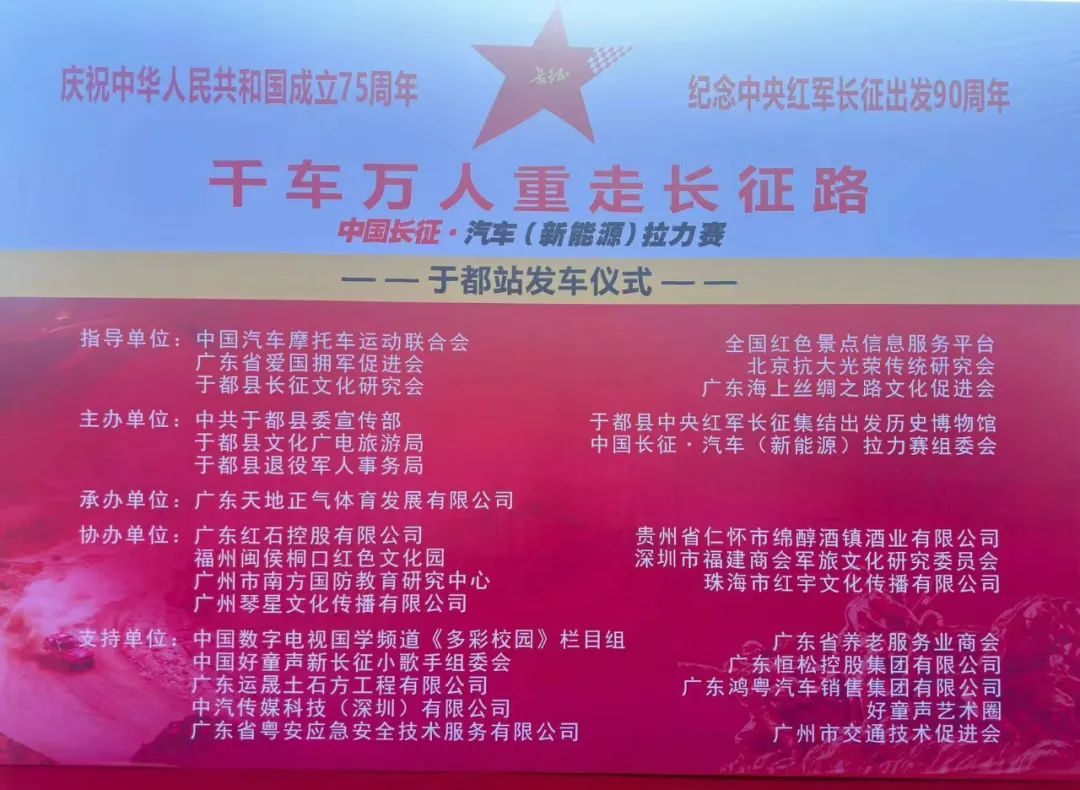 长征
庆祝中华人民共和国成立75周年
纪念中央红军长征出发90周年
千车万人重走长征路
中国长征·汽车(新能源)拉力赛
——于都站发车仪式——
指导单位：中国汽车摩托车运动联合会
广东省爱国拥军促进会
于都县长征文化研究会
全国红色景点信息服务平台
北京抗大光荣传统研究会
广东海上丝绸之路文化促进会
主办单位：中共于都县委宣传部
于都县文化广电旅游局
于都县退役军人事务局
于都县中央红军长征集结出发历史博物馆
中国长征·汽车（新能源）拉力赛组委会
承办单位：广东天地正气体育发展有限公司
协办单位：广东红石控股有限公司
福州闽侯桐口红色文化园
广州市南方国防教育研究中心
广州琴星文化传播有限公司
贵州省仁怀市绵醇酒镇酒业有限公司
深圳市福建商会军旅文化研究委员会
珠海市红宇文化传播有限公司
支持单位：中国数字电视国学频道《多彩校园》栏目组
中国好童声新长征小歌手组委会
广东运晟土石方工程有限公司
中汽传媒科技（深圳）有限公司
广东省粤安应急安全技术服务有限公司
广东省养老服务业商会
广东恒松控股集团有限公司
广东鸿粤汽车销售集团有限公司
好童声艺术圈
广州市交通技术促进会